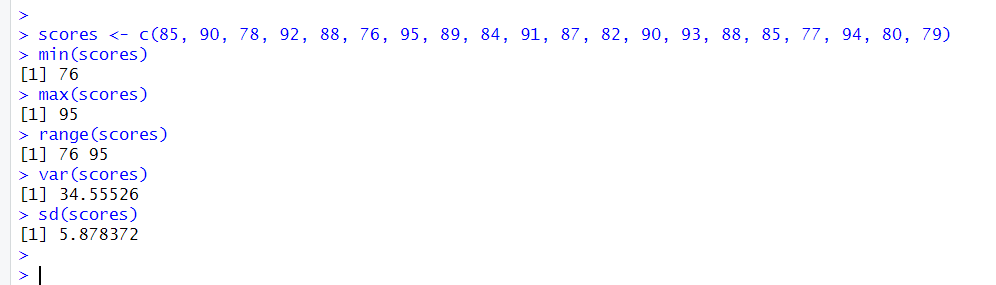 >
> scores <- c(85, 90, 78, 92, 88, 76, 95, 89, 84, 91, 87, 82, 90, 93, 88, 85, 77, 94, 80, 79)
> min(scores)
[1] 76
> max(scores)
[1] 95
> range(scores)
[1] 76 95
> var(scores)
[1] 34.55526
> sd(scores)
[1] 5.878372
>
>